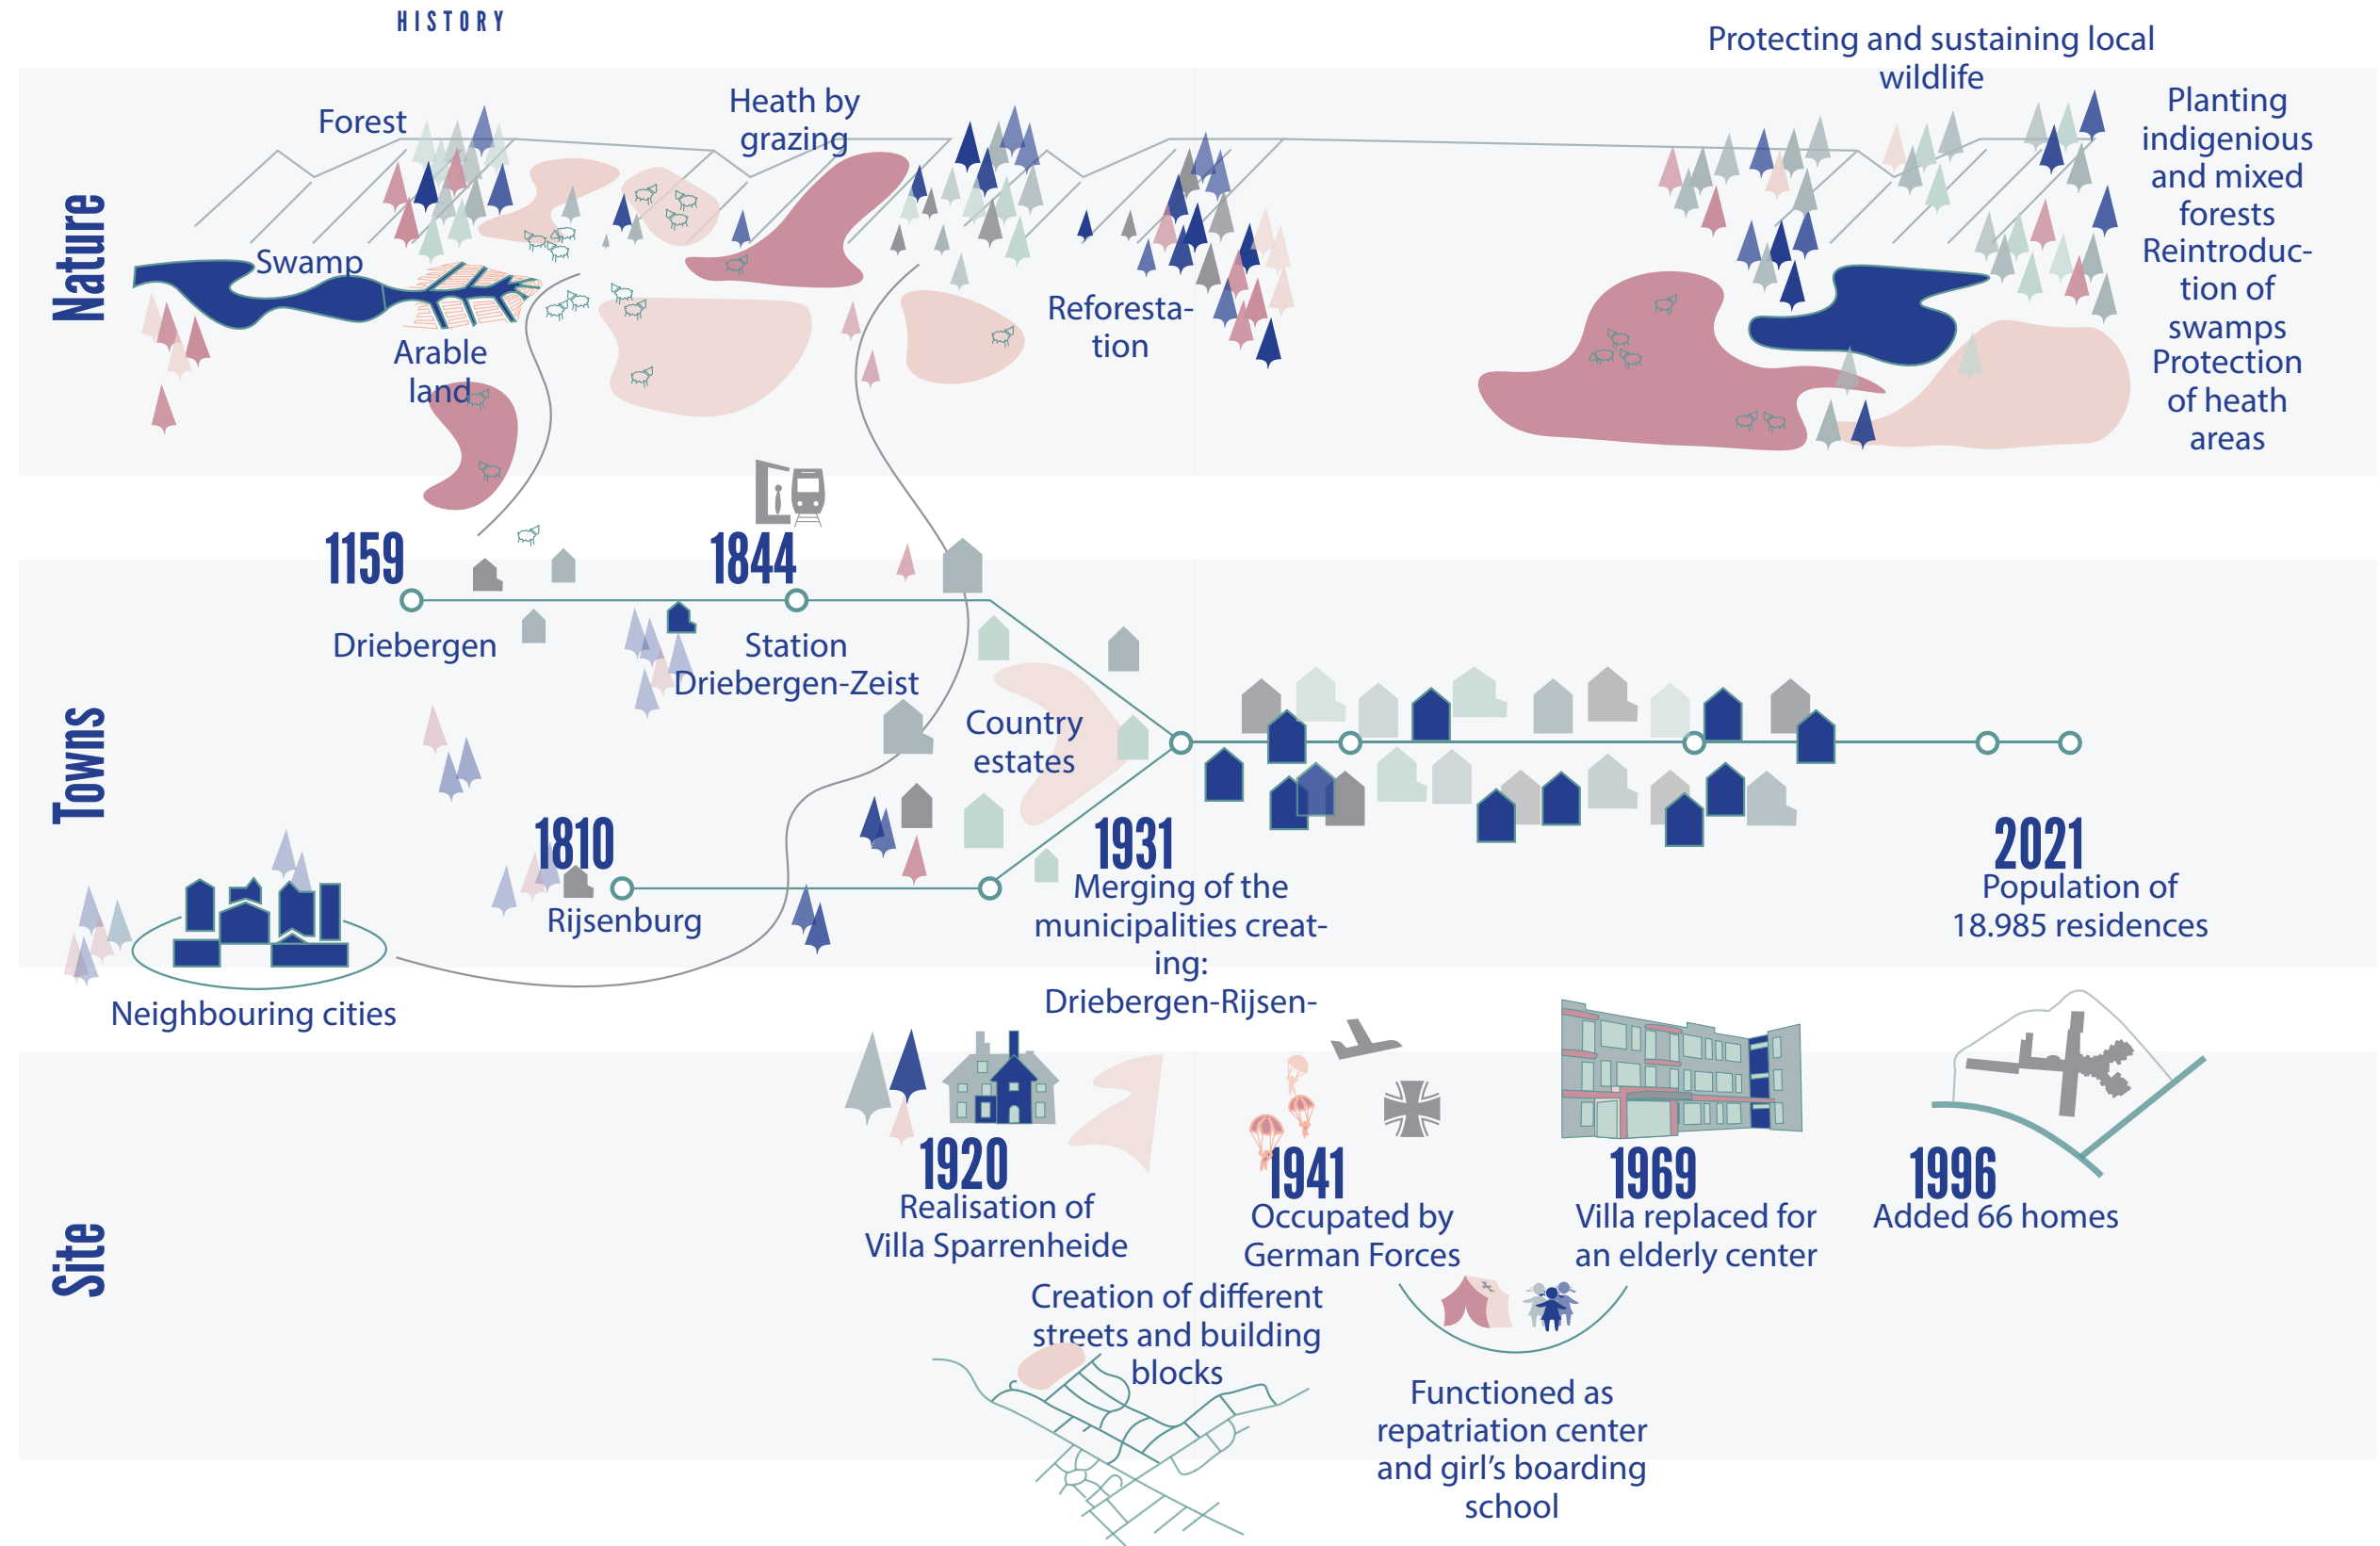 HISTORY
Protecting and sustaining local
wildlife
Nature
Forest
Heath by
grazing
Planting
indigenious
and mixed
forests
Swamp
Reintroduc-
tion of
swamps
Arable
land
Reforesta-
tion
Protection
of heath
areas
Towns
1159
Driebergen
1844
Station
Driebergen-Zeist
Country
estates
1810
Rijsenburg
1931
Merging of the
municipalities creat-
ing:
Driebergen-Rijsen-
2021
Population of
18.985 residences
Neighbouring cities
Site
1920
Realisation of
Villa Sparrenheide
1941
Occupated by
German Forces
1969
Villa replaced for
an elderly center
1996
Added 66 homes
Creation of different
streets and building
blocks
Functioned as
repatriation center
and girl's boarding
school